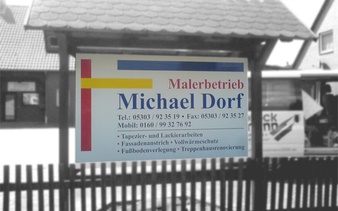 Malerbetrieb
Michael Dorf
Tel.: 05303 / 92 35 19 • Fax: 05303 / 92 35 27
Mobil: 0160 / 99 32 76 92
• Tapezier- und Lackierarbeiten
• Fassadenanstrich • Vollwärmeschutz
• Fußbodenverlegung • Treppenhausrenovierung